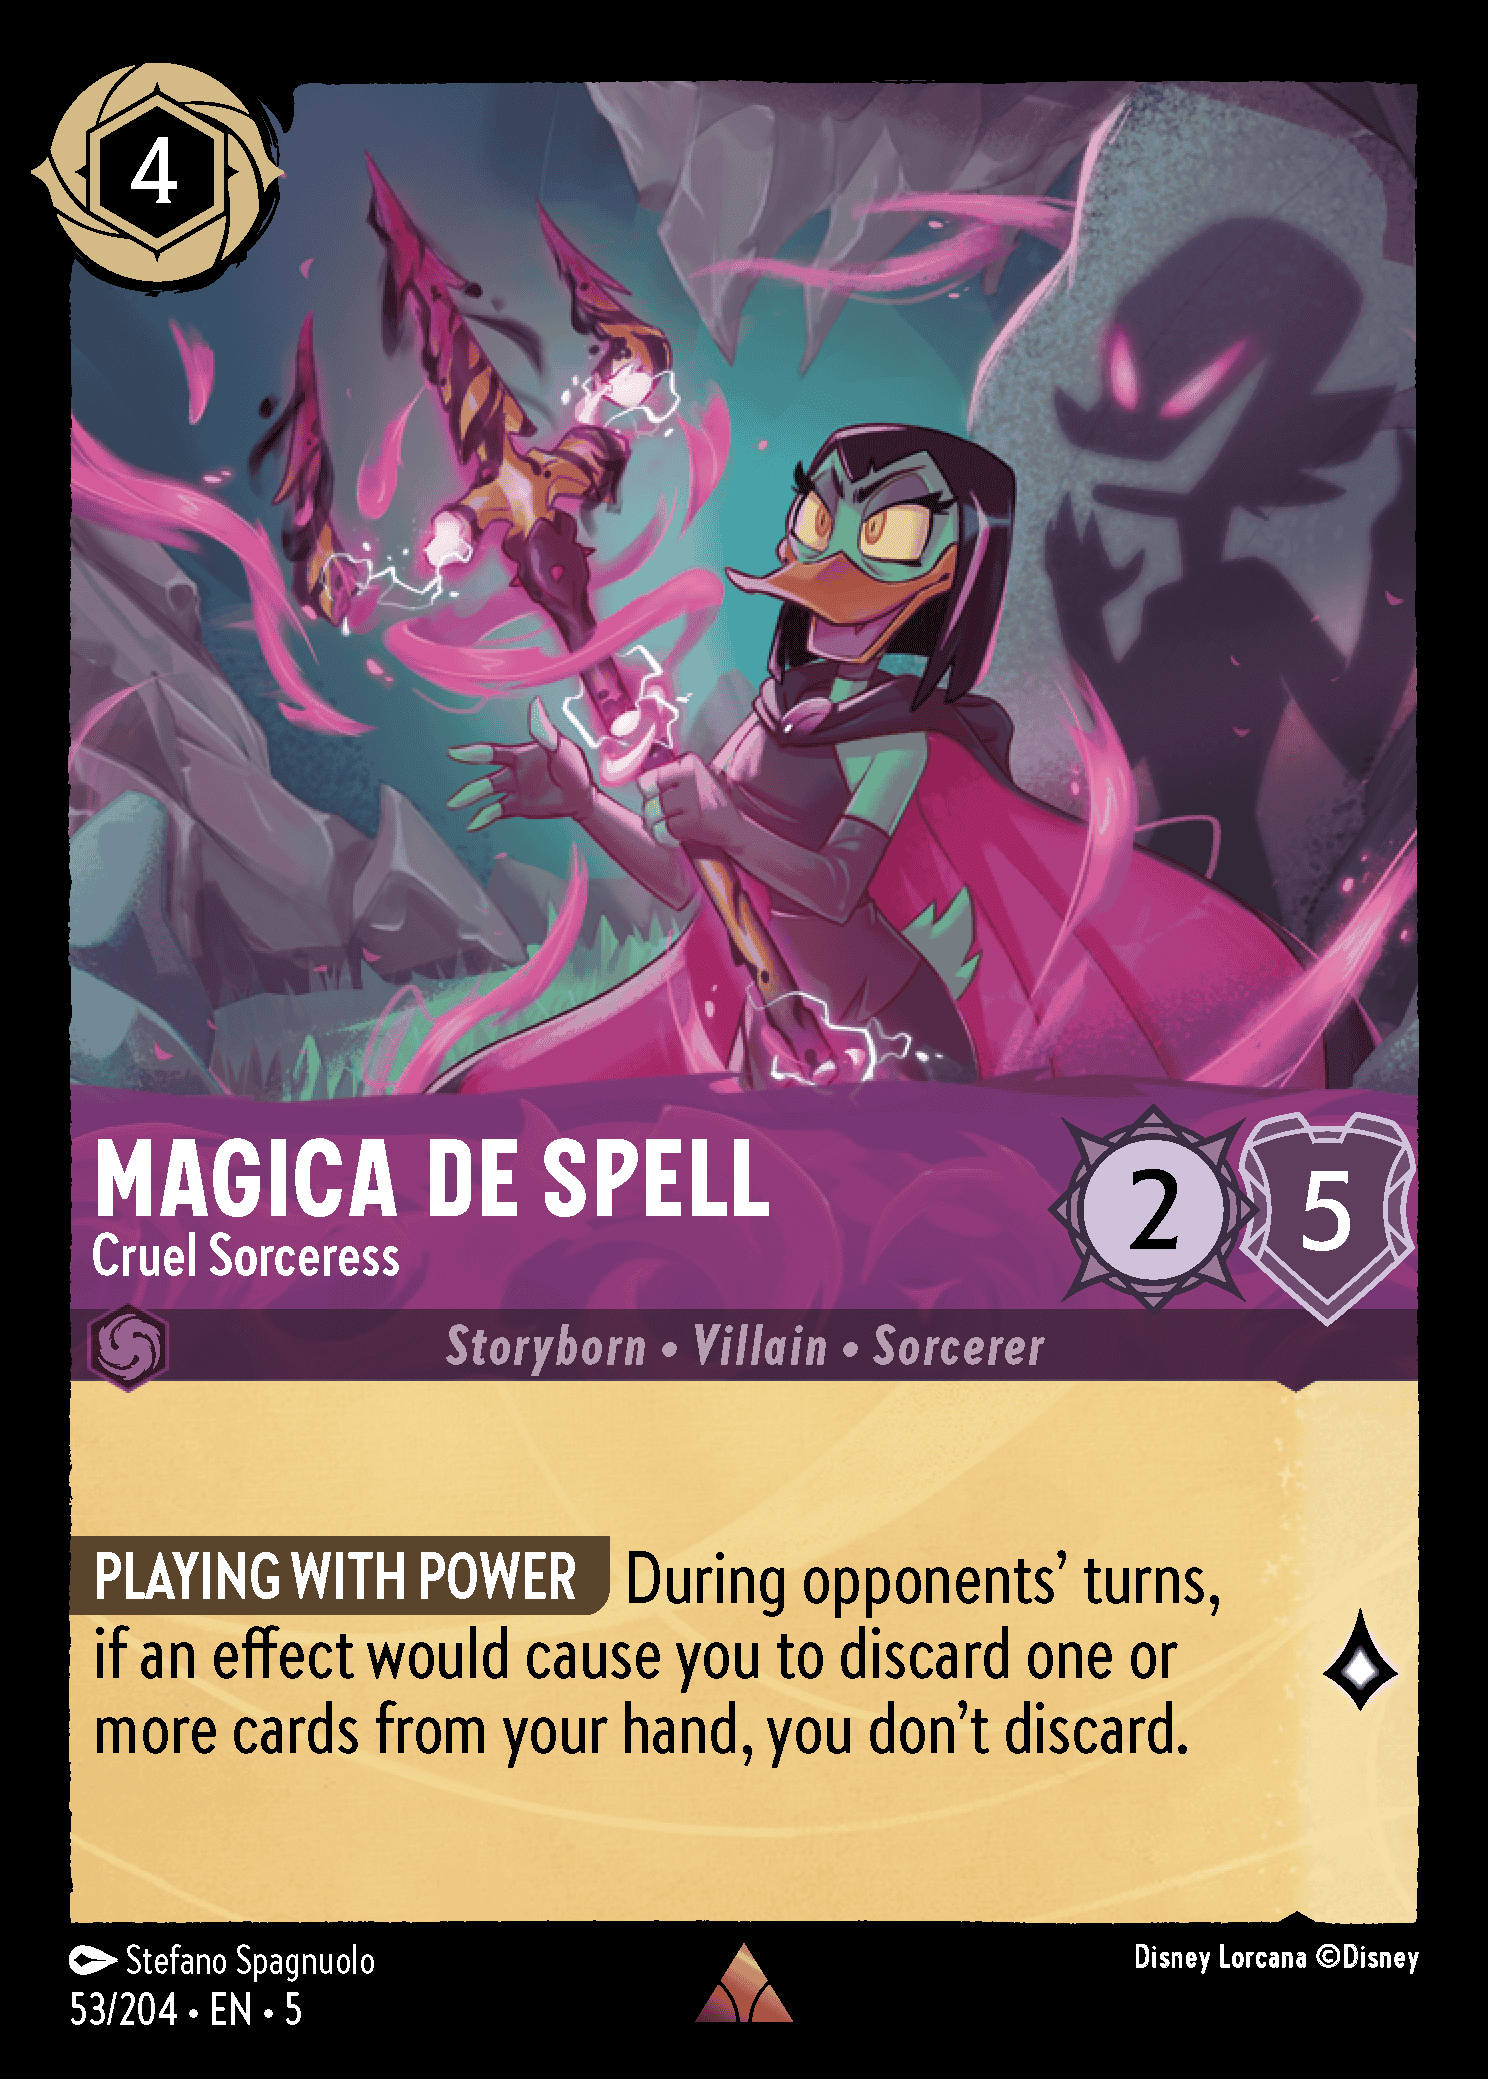 4
MAGICA DE SPELL
Cruel Sorceress
2
5
Storyborn • Villain • Sorcerer
PLAYING WITH POWER During opponents’ turns,
if an effect would cause you to discard one or
more cards from your hand, you don’t discard.
Stefano Spagnuolo
Disney Lorcana ©Disney
53/204 • EN • 5